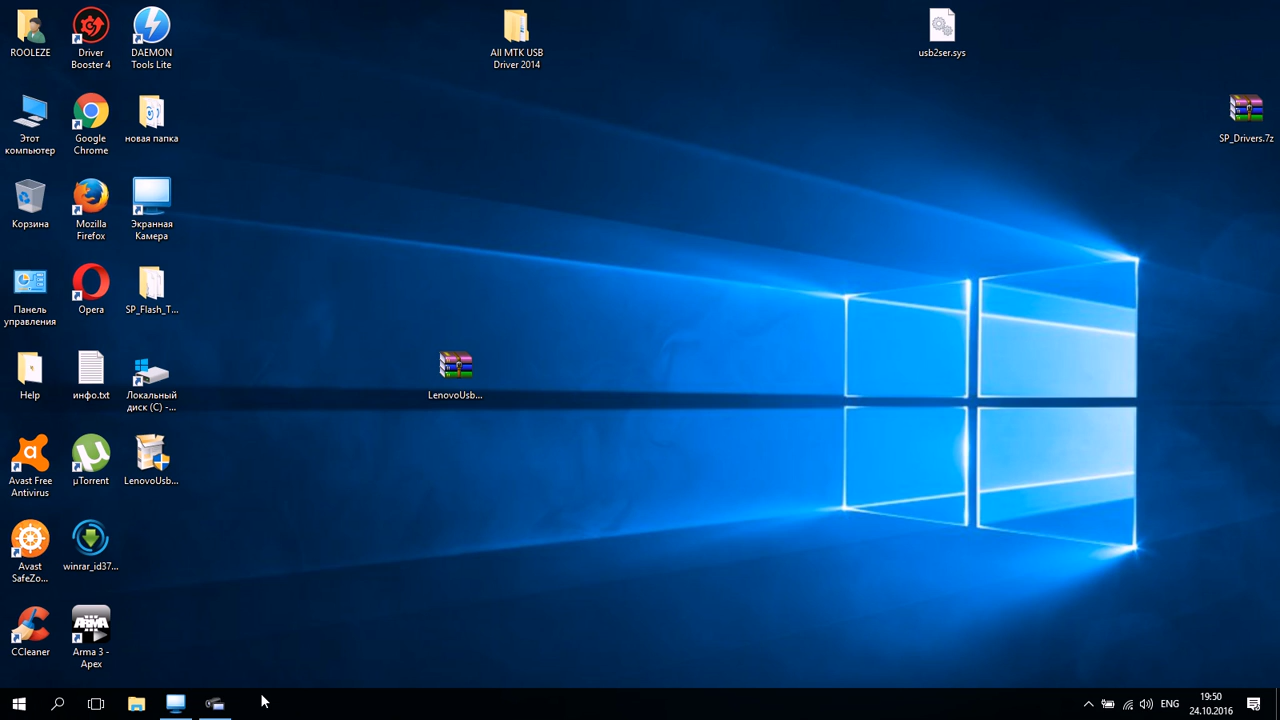 ROOLEZE
Driver
Booster 4
DAEMON
Tools Lite
All MTK USB
Driver 2014
usb2ser.sys
Этот
компьютер
Google
Chrome
новая папка
SP_Drivers.7z
Корзина
Mozilla
Firefox
Экранная
Камера
Панель
управления
Opera
SP_Flash_T...
Help
инфо.txt
Локальный
диск (C) -...
LenovoUsb...
Avast Free
Antivirus
µTorrent
LenovoUsb...
Avast
SafeZo...
winrar_id37...
CCleaner
ARMA
Arma 3 -
Apex
ENG
19:50
24.10.2016